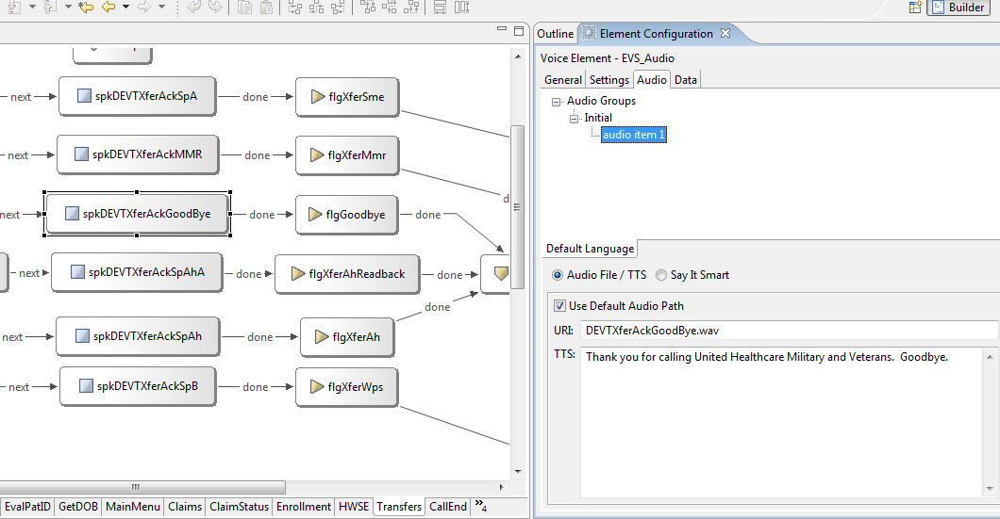 Builder
Outline
Element Configuration
Voice Element - EVS_Audio
General Settings Audio Data
Audio Groups
Initial
audio item 1
next spkDEVTXferAckSpA done flgXferSme
next spkDEVTXferAckMMR done flgXferMmr
next spkDEVTXferAckGoodBye done flgGoodbye done
next spkDEVTXferAckSpAhA done flgXferAhReadback done
done
next spkDEVTXferAckSpAh done flgXferAh
next spkDEVTXferAckSpB done flgXferWps
Default Language
Audio File / TTS Say It Smart
Use Default Audio Path
URI: DEVTXferAckGoodBye.wav
TTS: Thank you for calling United Healthcare Military and Veterans. Goodbye.
EvalPatID GetDOB MainMenu Claims ClaimStatus Enrollment HWSE Transfers CallEnd »4